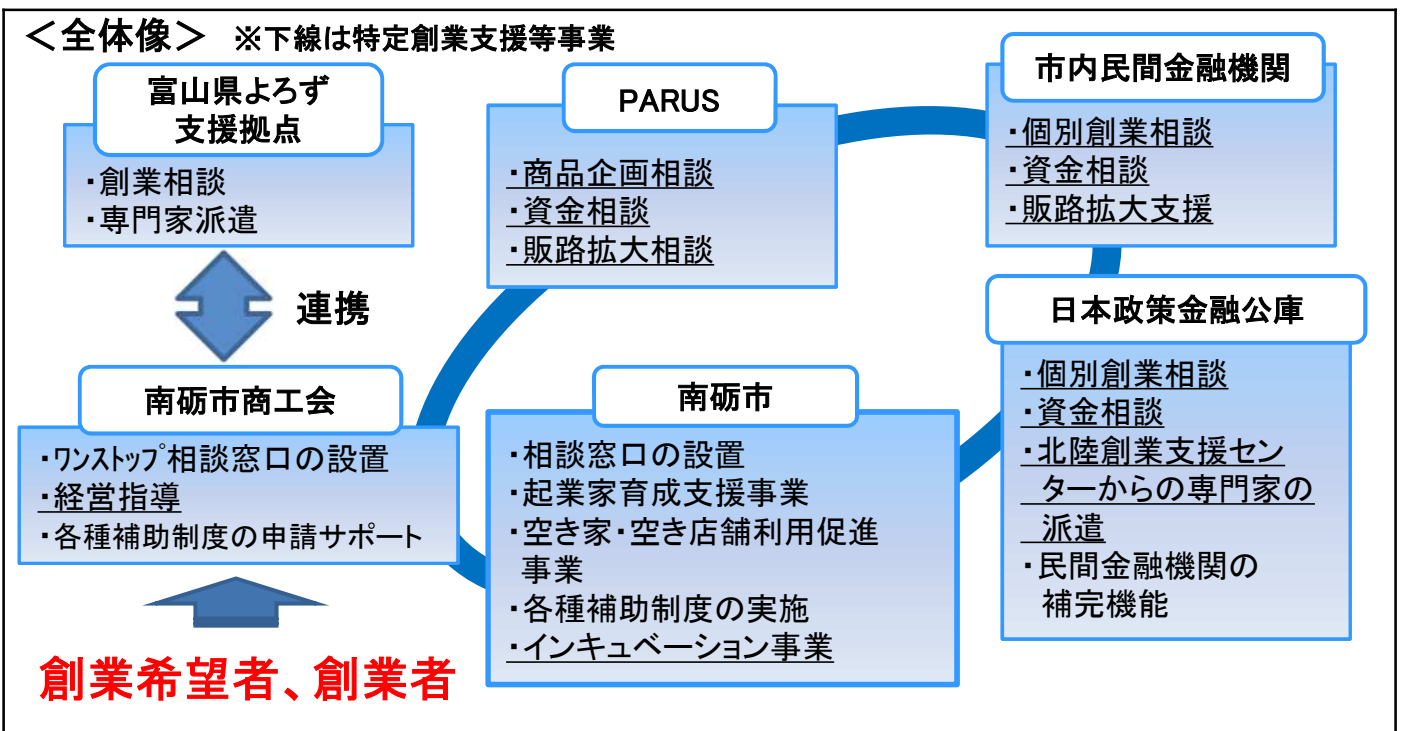 ＜全体像＞ ※下線は特定創業支援等事業
富山県よろず
支援拠点
・創業相談
・専門家派遣
連携
南砺市商工会
・ﾜﾝｽﾄｯﾌﾟ相談窓口の設置
・経営指導
・各種補助制度の申請サポート
創業希望者、創業者
PARUS
・商品企画相談
・資金相談
・販路拡大相談
南砺市
・相談窓口の設置
・起業家育成支援事業
・空き家・空き店舗利用促進
事業
・各種補助制度の実施
・インキュベーション事業
市内民間金融機関
・個別創業相談
・資金相談
・販路拡大支援
日本政策金融公庫
・個別創業相談
・資金相談
・北陸創業支援セン
ターからの専門家の
派遣
・民間金融機関の
補完機能